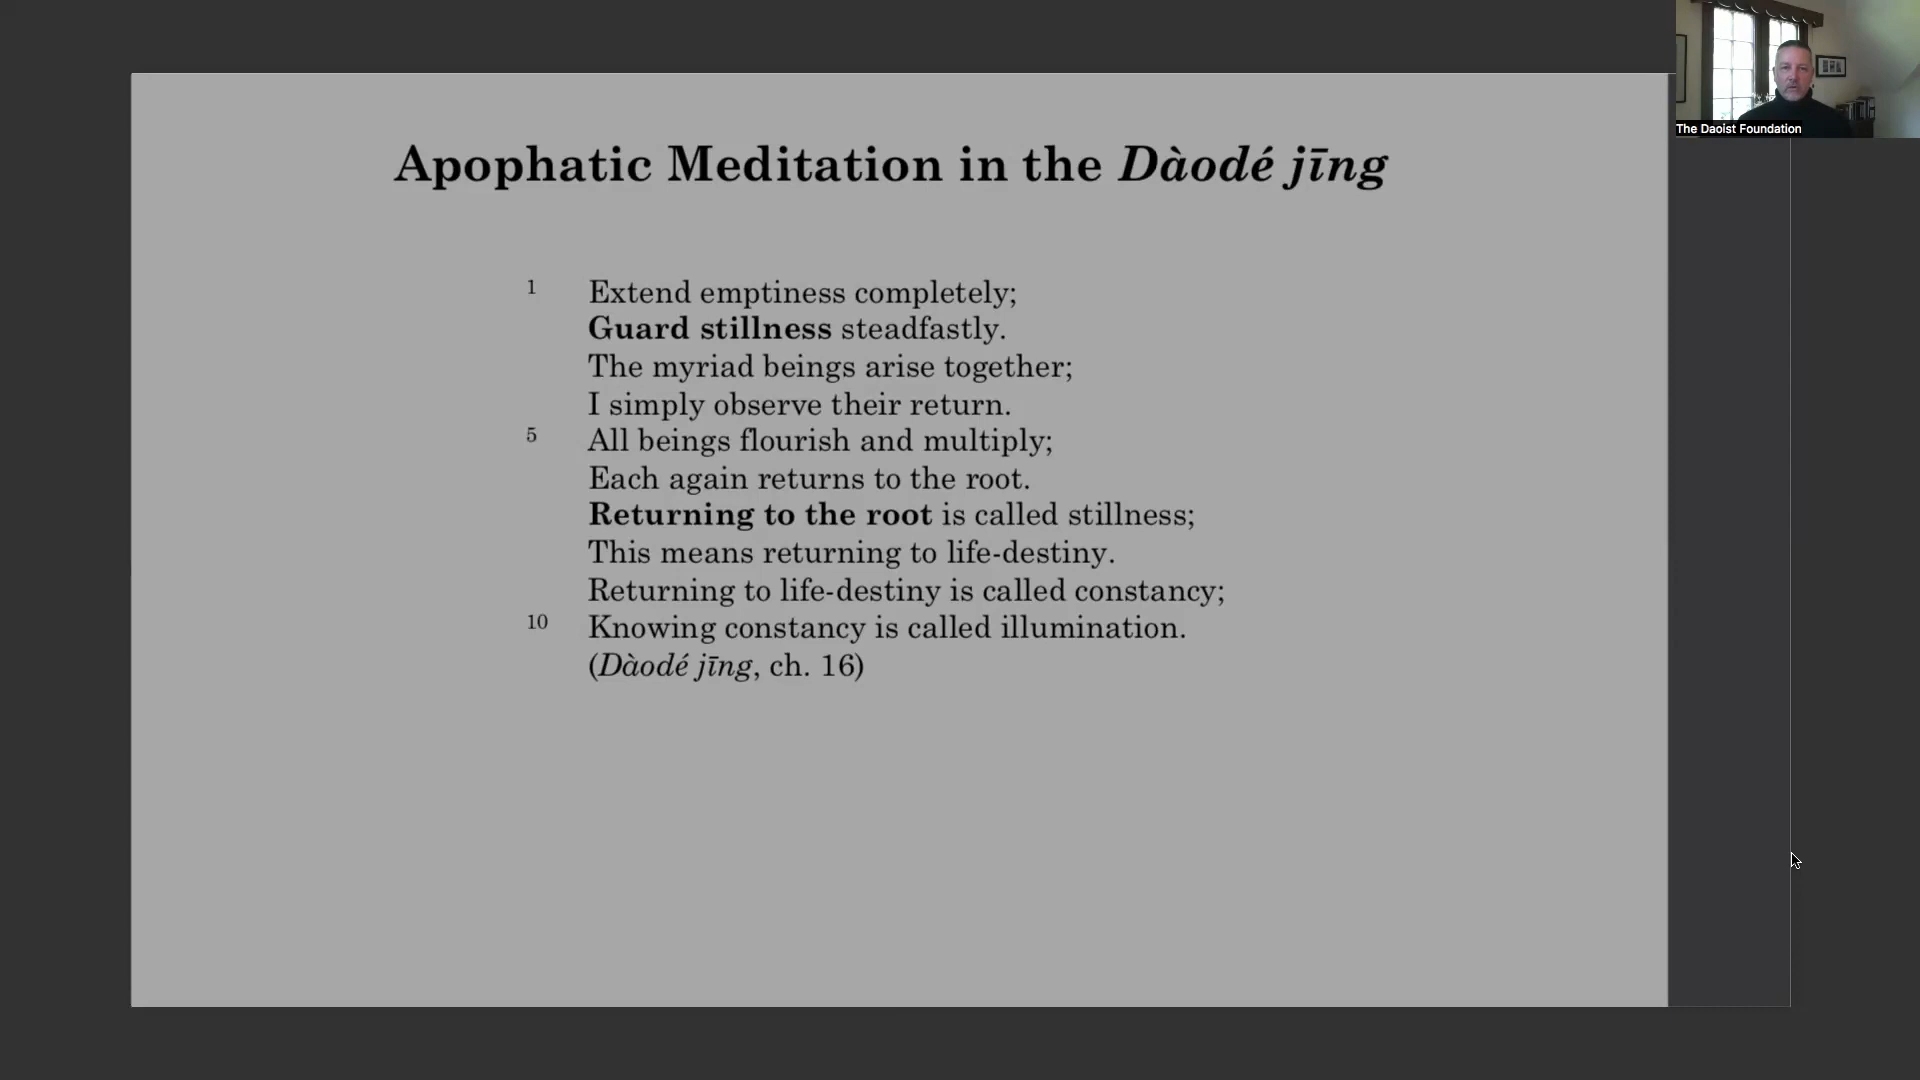 The Daoist Foundation
Apophatic Meditation in the Dàodé jīng
1 Extend emptiness completely;
Guard stillness steadfastly.
The myriad beings arise together;
I simply observe their return.
5 All beings flourish and multiply;
Each again returns to the root.
Returning to the root is called stillness;
This means returning to life-destiny.
Returning to life-destiny is called constancy;
10 Knowing constancy is called illumination.
(Dàodé jīng, ch. 16)